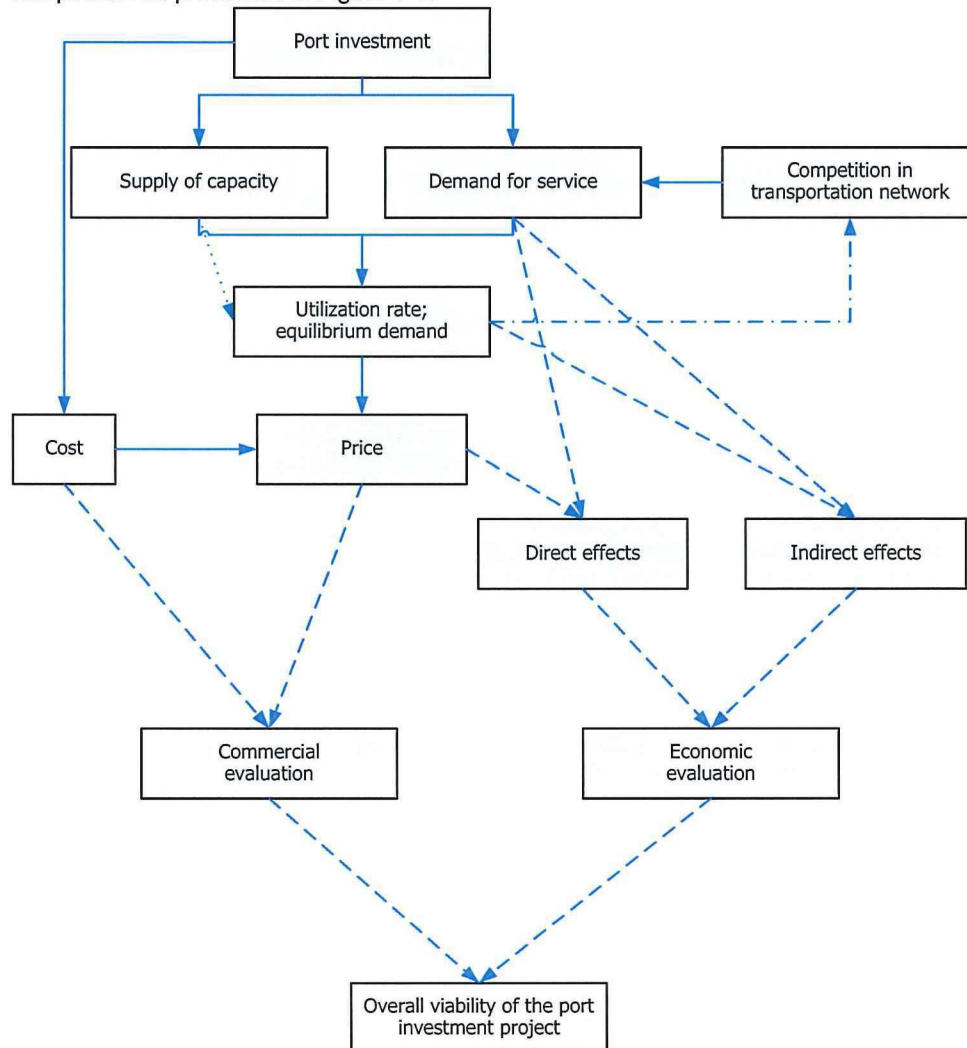 Port investment
Supply of capacity
Demand for service
Competition in
transportation network
Utilization rate;
equilibrium demand
Cost
Price
Direct effects
Indirect effects
Commercial
evaluation
Economic
evaluation
Overall viability of the port
investment project